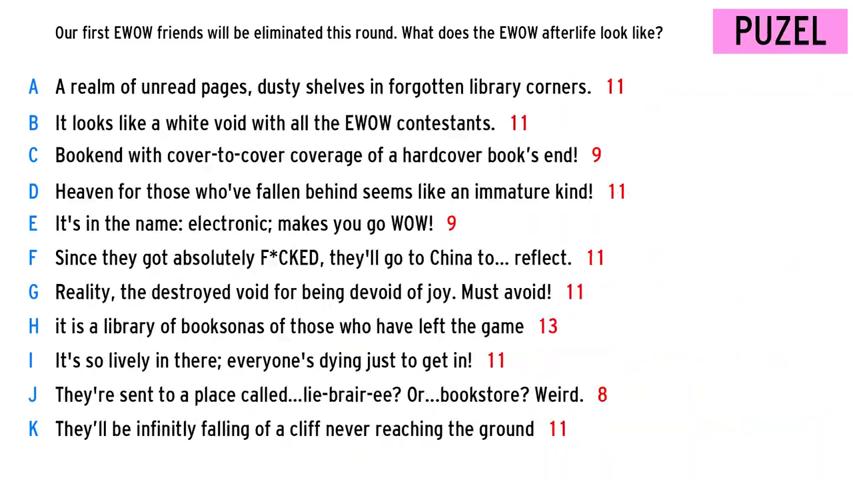 Our first EWOW friends will be eliminated this round. What does the EWOW afterlife look like?
PUZEL
A A realm of unread pages, dusty shelves in forgotten library corners. 11
B It looks like a white void with all the EWOW contestants. 11
C Bookend with cover-to-cover coverage of a hardcover book’s end! 9
D Heaven for those who've fallen behind seems like an immature kind! 11
E It's in the name: electronic; makes you go WOW! 9
F Since they got absolutely F*CKED, they'll go to China to... reflect. 11
G Reality, the destroyed void for being devoid of joy. Must avoid! 11
H it is a library of booksonas of those who have left the game 13
I It's so lively in there; everyone's dying just to get in! 11
J They're sent to a place called...lie-brair-ee? Or...bookstore? Weird. 8
K They’ll be infinitly falling of a cliff never reaching the ground 11